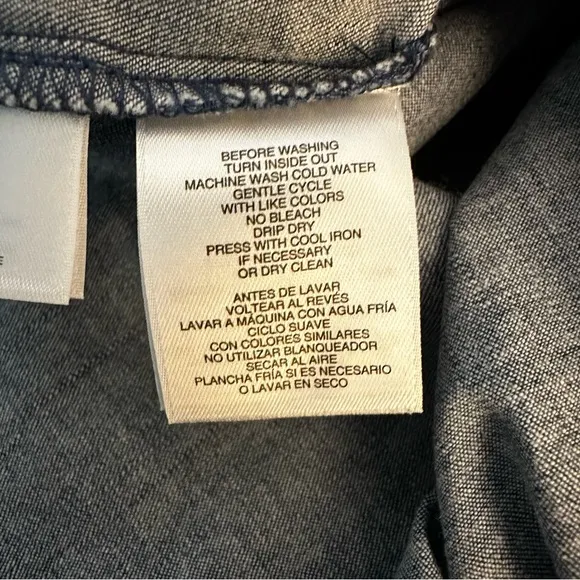 BEFORE WASHING
TURN INSIDE OUT
MACHINE WASH COLD WATER
GENTLE CYCLE
WITH LIKE COLORS
NO BLEACH
DRIP DRY
PRESS WITH COOL IRON
IF NECESSARY
OR DRY CLEAN
ANTES DE LAVAR
VOLTEAR AL REVÉS
LAVAR A MÁQUINA CON AGUA FRÍA
CICLO SUAVE
CON COLORES SIMILARES
NO UTILIZAR BLANQUEADOR
SECAR AL AIRE
PLANCHA FRÍA SI ES NECESARIO
O LAVAR EN SECO